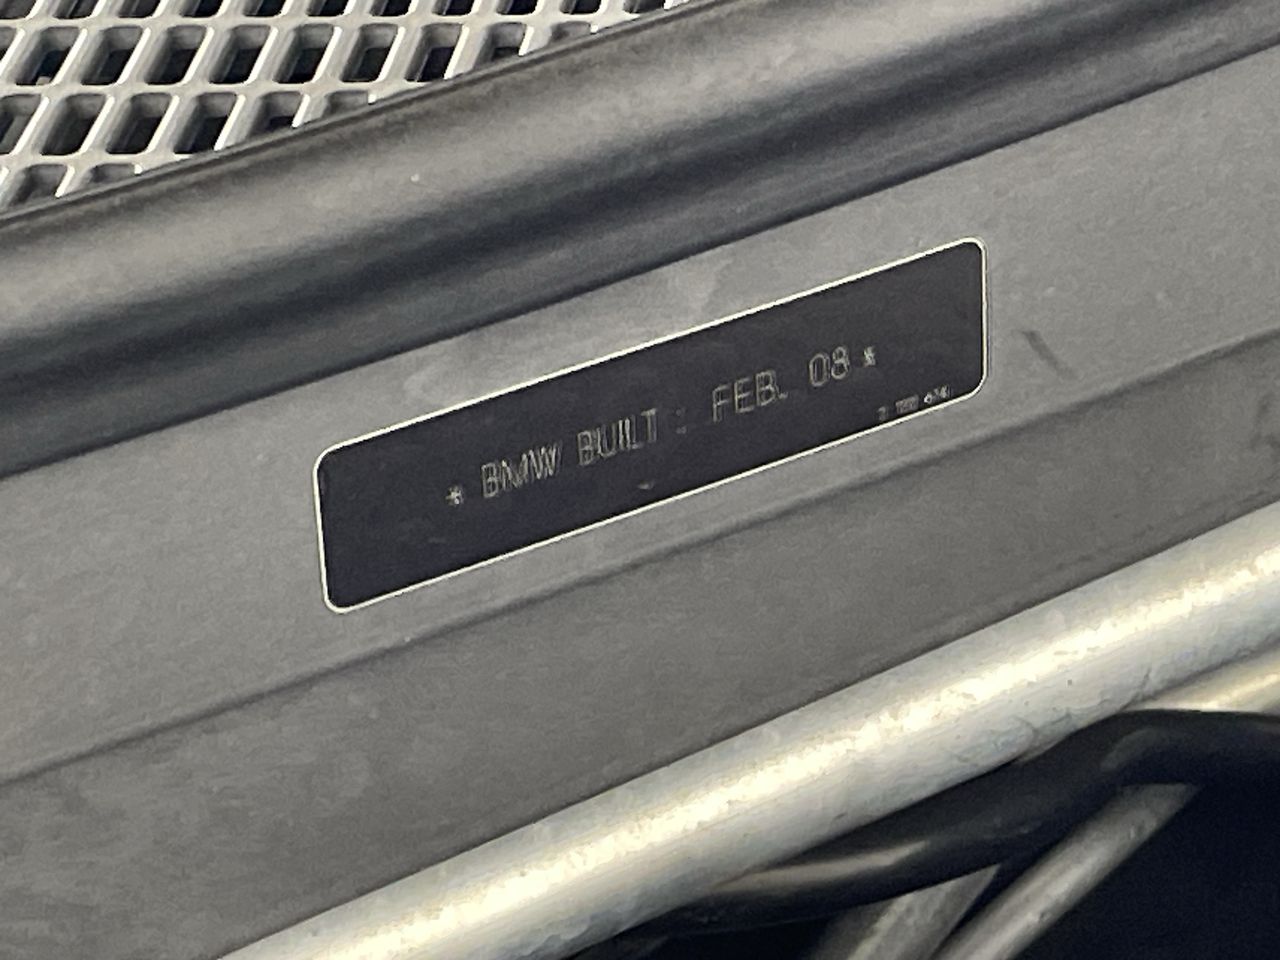 * BMW BUILT : FEB. 08 *